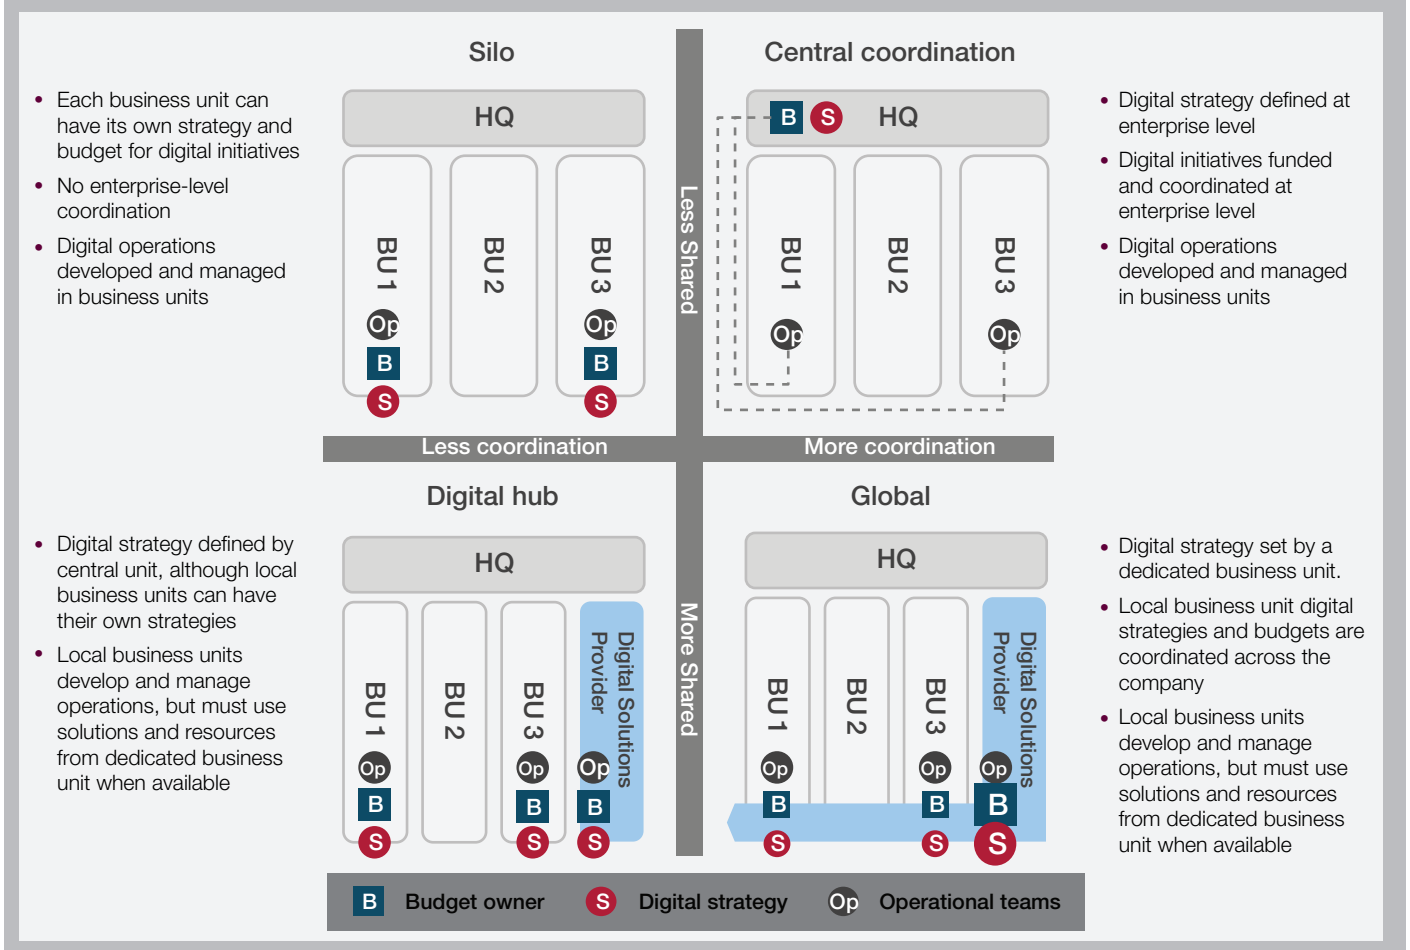 Silo
• Each business unit can
have its own strategy and
budget for digital initiatives
• No enterprise-level
coordination
• Digital operations
developed and managed
in business units
HQ
BU 1
BU 2
BU 3
Op
B
S
Op
B
S
Central coordination
B
S
HQ
BU 1
BU 2
BU 3
Op
Op
• Digital strategy defined at
enterprise level
• Digital initiatives funded
and coordinated at
enterprise level
• Digital operations
developed and managed
in business units
Less Shared
Less coordination
More coordination
More Shared
Digital hub
• Digital strategy defined by
central unit, although local
business units can have
their own strategies
• Local business units
develop and manage
operations, but must use
solutions and resources
from dedicated business
unit when available
HQ
BU 1
BU 2
BU 3
Digital Solutions
Provider
Op
B
S
Op
B
S
Op
B
S
Global
HQ
BU 1
BU 2
BU 3
Digital Solutions
Provider
Op
B
S
Op
B
S
Op
B
S
• Digital strategy set by a
dedicated business unit.
• Local business unit digital
strategies and budgets are
coordinated across the
company
• Local business units
develop and manage
operations, but must use
solutions and resources
from dedicated business
unit when available
B Budget owner
S Digital strategy
Op Operational teams